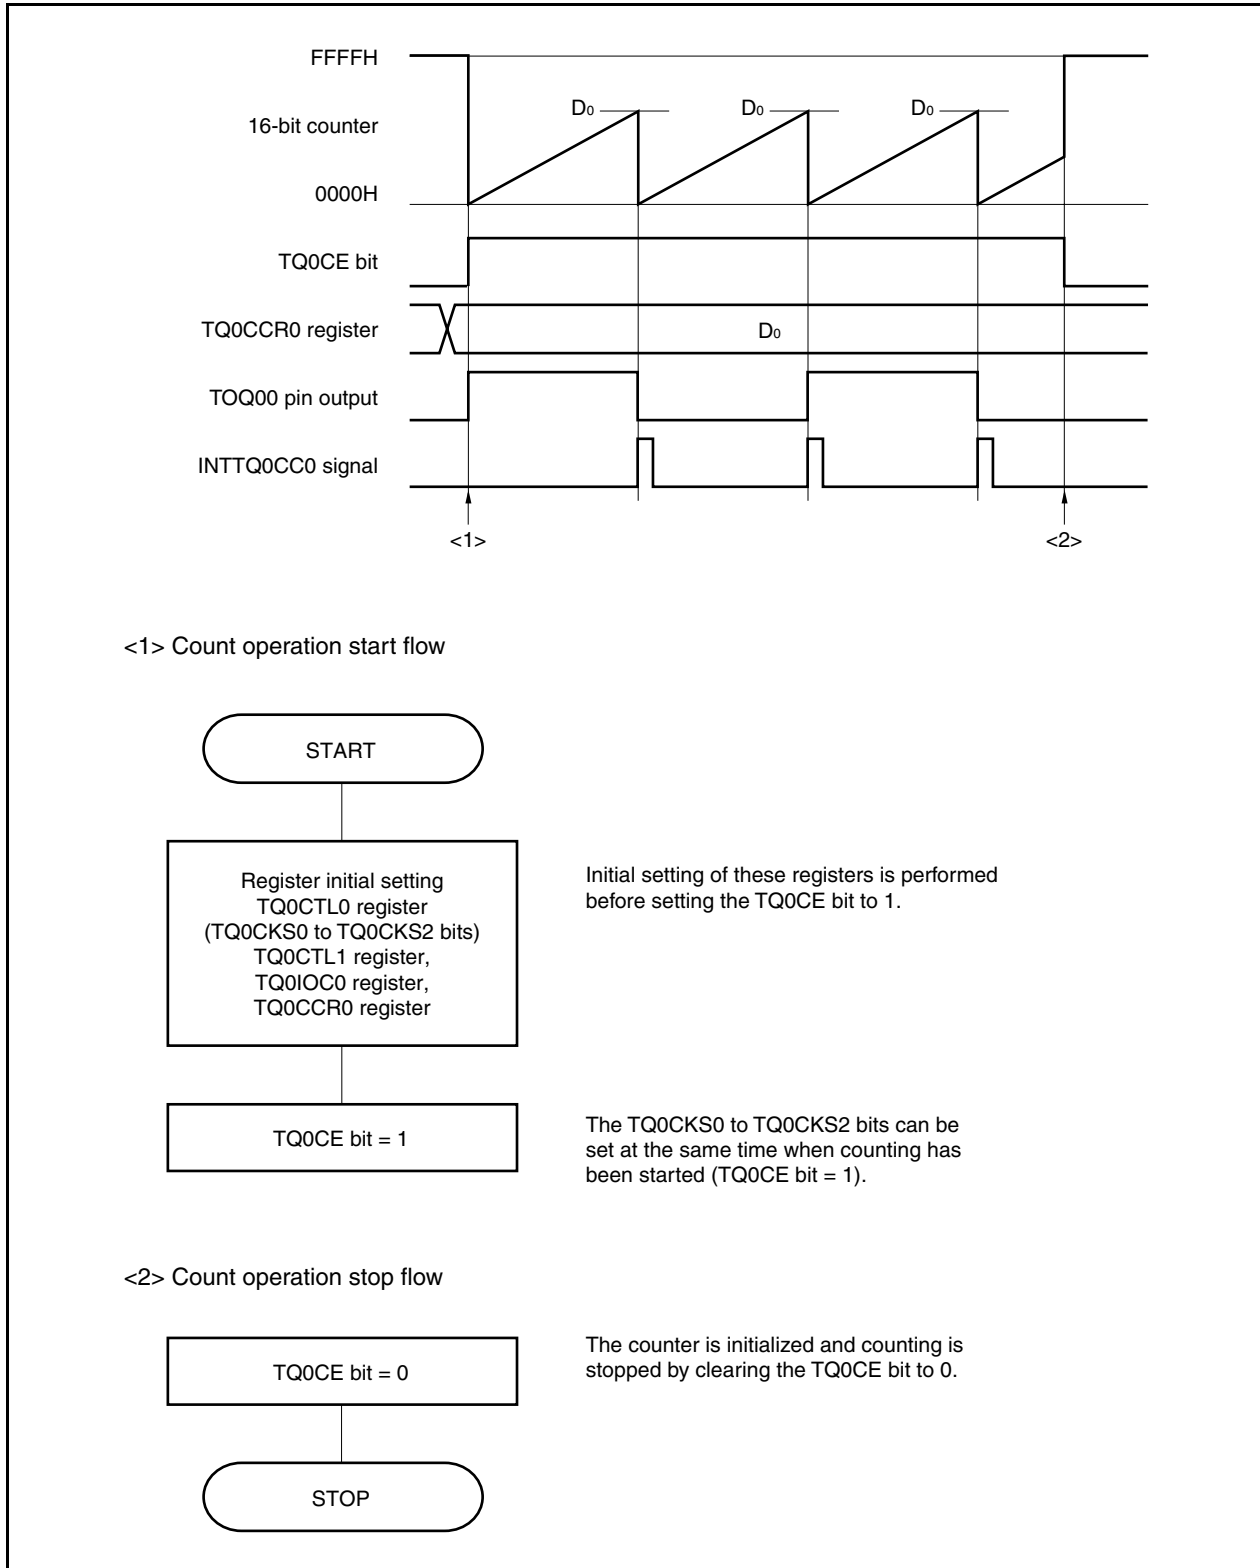 FFFFH
D0 D0 D0
16-bit counter
0000H
TQ0CE bit
TQ0CCR0 register D0
TOQ00 pin output
INTTQ0CC0 signal
<1> <2>
<1> Count operation start flow
START
Register initial setting
TQ0CTL0 register
(TQ0CKS0 to TQ0CKS2 bits)
TQ0CTL1 register,
TQ0IOC0 register,
TQ0CCR0 register
Initial setting of these registers is performed
before setting the TQ0CE bit to 1.
TQ0CE bit = 1
The TQ0CKS0 to TQ0CKS2 bits can be
set at the same time when counting has
been started (TQ0CE bit = 1).
<2> Count operation stop flow
TQ0CE bit = 0
The counter is initialized and counting is
stopped by clearing the TQ0CE bit to 0.
STOP